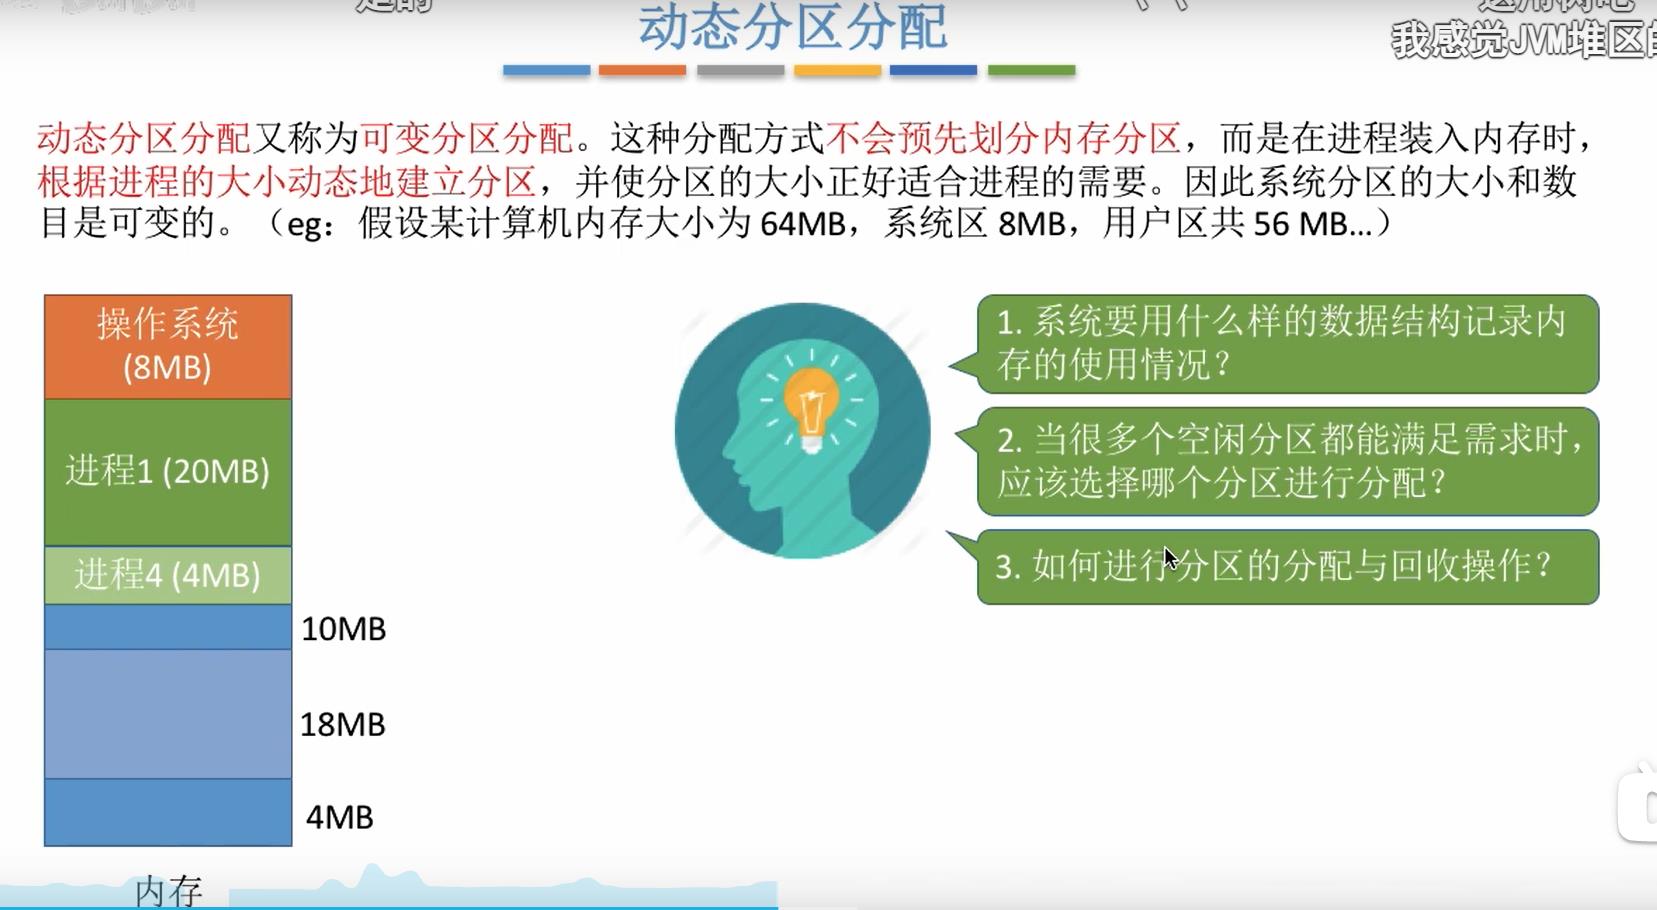 动态分区分配
我感觉JVM堆区
动态分区分配又称为可变分区分配。这种分配方式不会预先划分内存分区，而是在进程装入内存时，
根据进程的大小动态地建立分区，并使分区的大小正好适合进程的需要。因此系统分区的大小和数
目是可变的。（eg：假设某计算机内存大小为 64MB，系统区 8MB，用户区共 56 MB…）
操作系统
(8MB)
进程1 (20MB)
进程4 (4MB)
10MB
18MB
4MB
内存
1. 系统要用什么样的数据结构记录内
存的使用情况？
2. 当很多个空闲分区都能满足需求时，
应该选择哪个分区进行分配？
3. 如何进行分区的分配与回收操作？